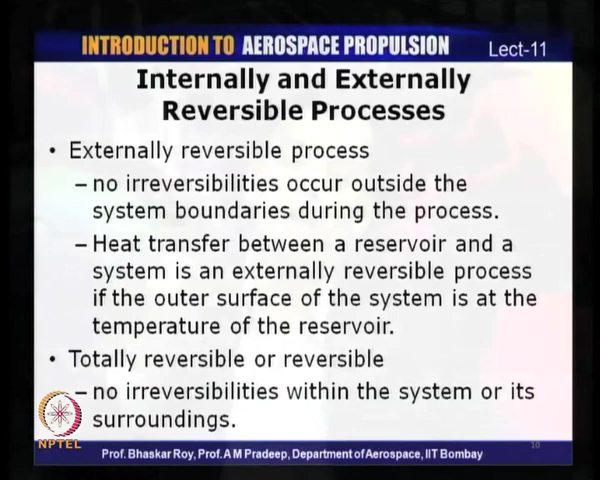 INTRODUCTION TO AEROSPACE PROPULSION Lect-11
Internally and Externally
Reversible Processes
• Externally reversible process
– no irreversibilities occur outside the
system boundaries during the process.
– Heat transfer between a reservoir and a
system is an externally reversible process
if the outer surface of the system is at the
temperature of the reservoir.
• Totally reversible or reversible
– no irreversibilities within the system or its
surroundings.
NPTEL
10
Prof. Bhaskar Roy, Prof. A M Pradeep, Department of Aerospace, IIT Bombay